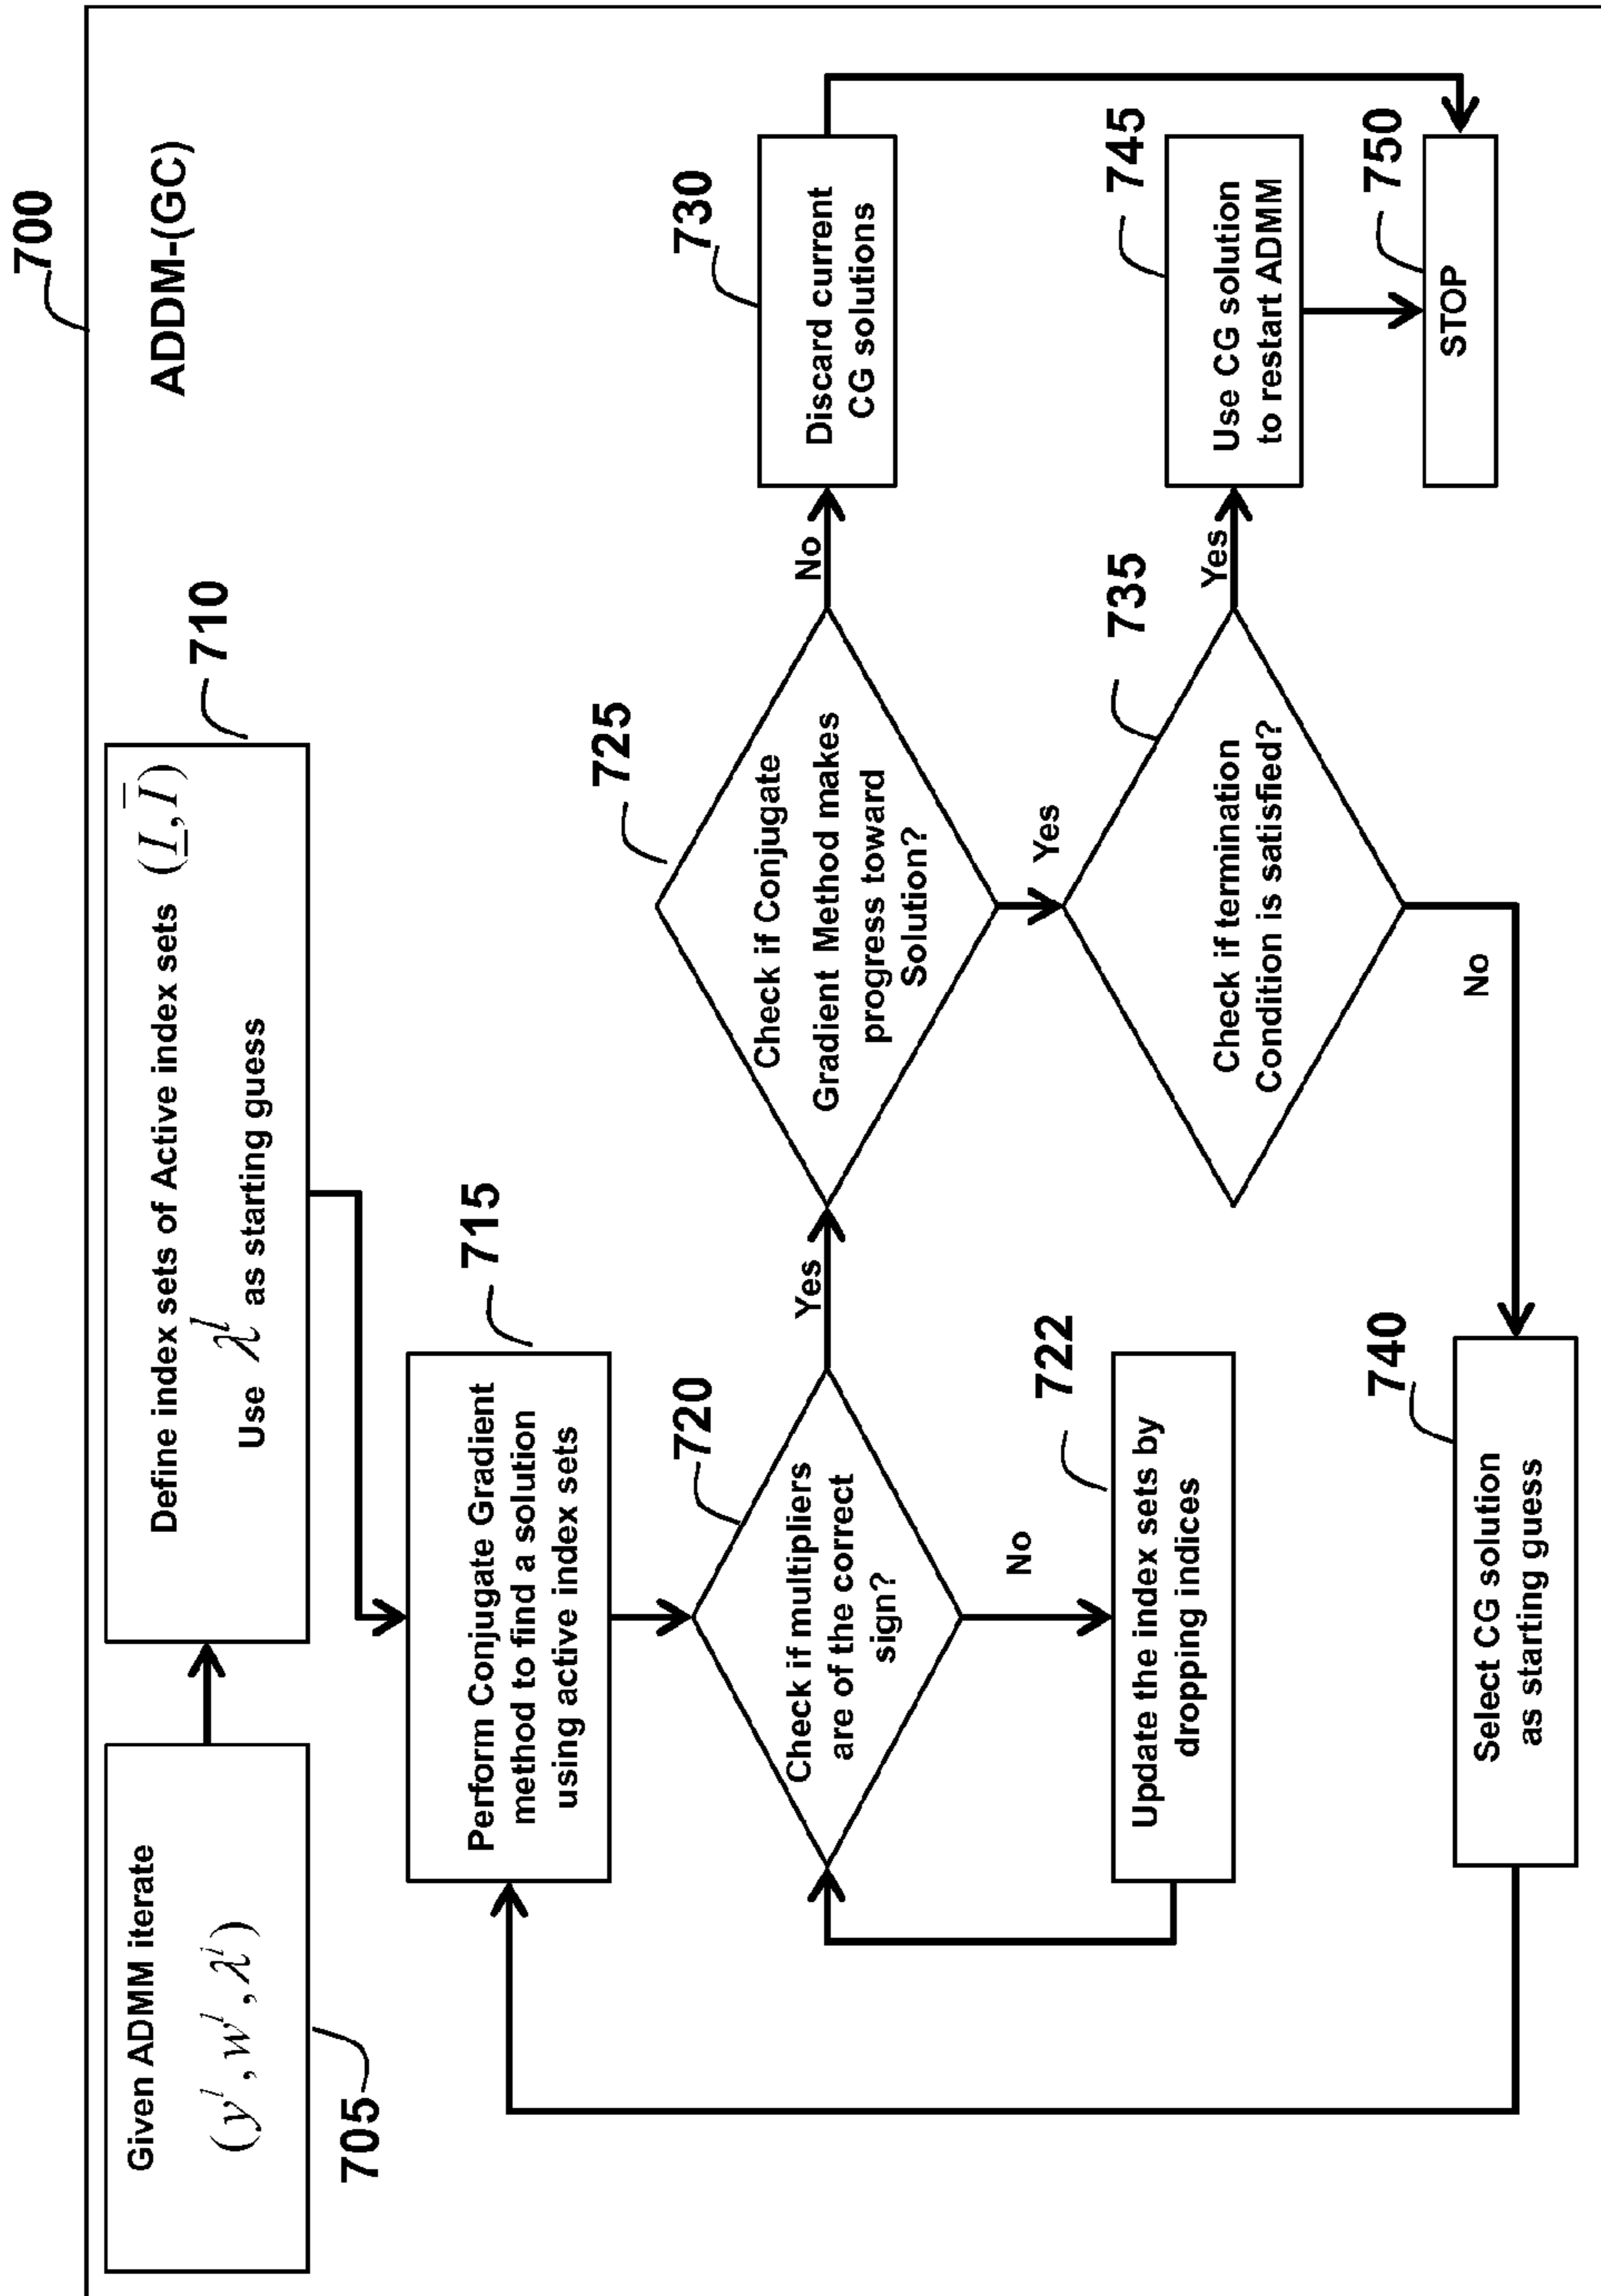 700
ADDM-(GC)
Given ADMM iterate
(y^l, w^l, λ^l)
705
Define index sets of Active index sets (I̲, I̅)
Use λ^l as starting guess
710
Perform Conjugate Gradient
method to find a solution
using active index sets
715
Check if multipliers
are of the correct
sign?
720
Yes
No
Update the index sets by
dropping indices
722
Check if Conjugate
Gradient Method makes
progress toward
Solution?
725
No
Yes
Discard current
CG solutions
730
Check if termination
Condition is satisfied?
735
Yes
No
Use CG solution
to restart ADMM
745
STOP
750
Select CG solution
as starting guess
740